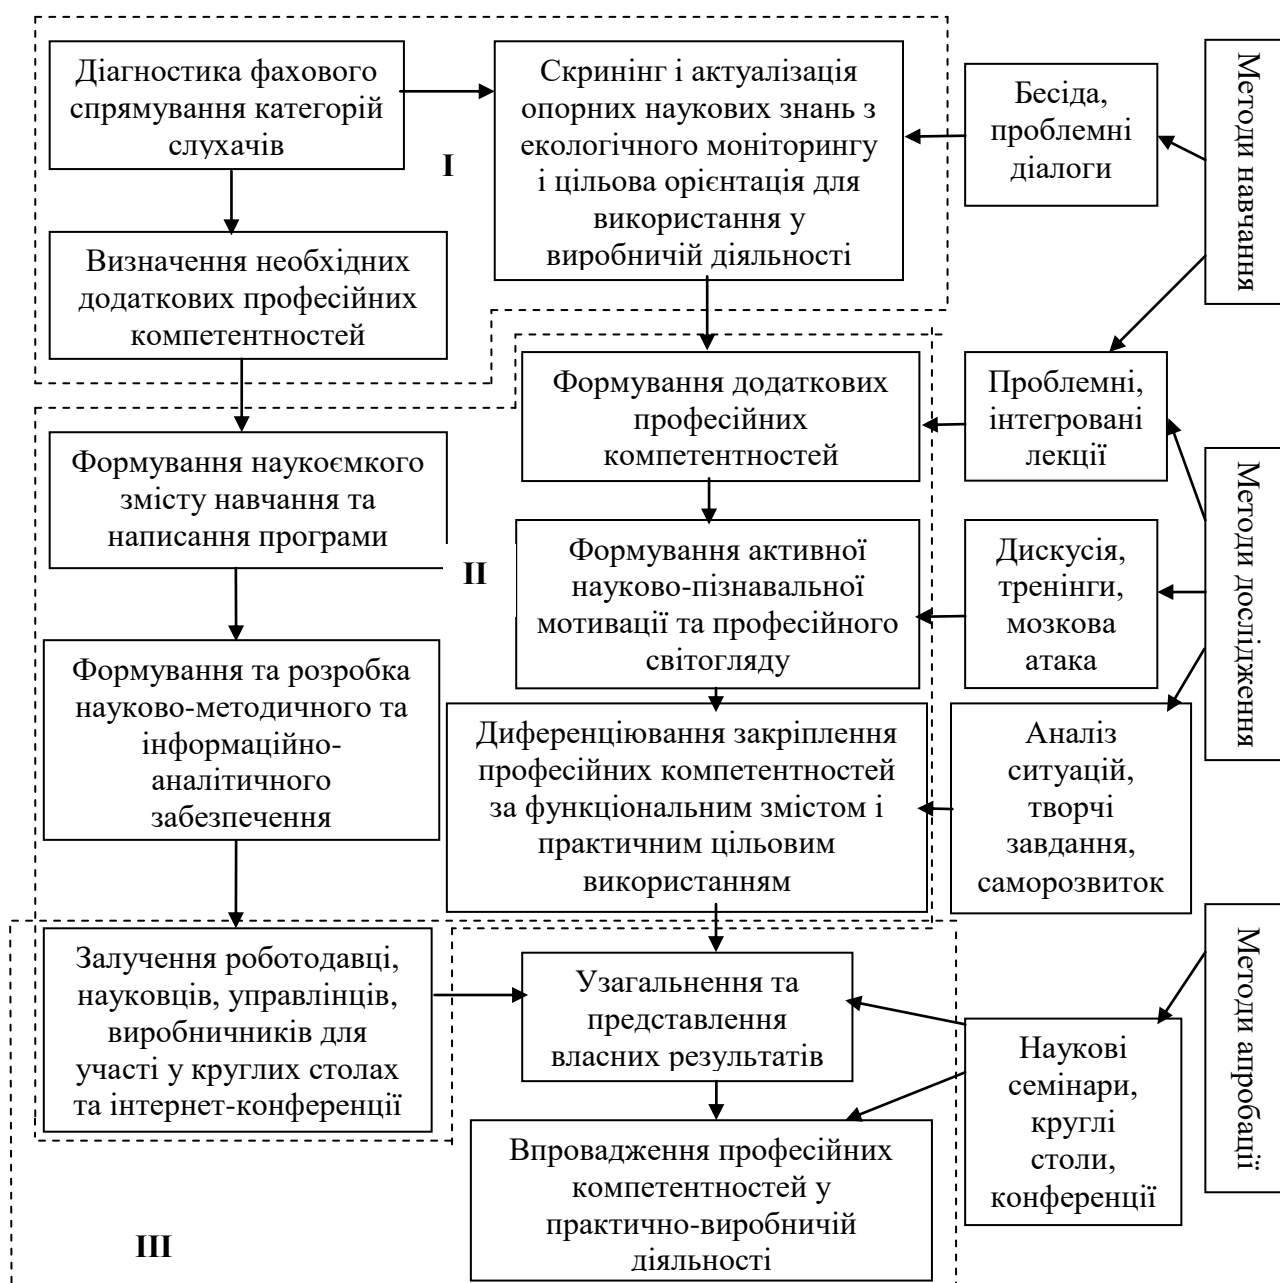 Діагностика фахового
спрямування категорій
слухачів
I
Скринінг і актуалізація
опорних наукових знань з
екологічного моніторингу
і цільова орієнтація для
використання у
виробничій діяльності
Бесіда,
проблемні
діалоги
Методи навчання
Визначення необхідних
додаткових професійних
компетентностей
Формування додаткових
професійних
компетентностей
Проблемні,
інтегровані
лекції
Формування наукоємкого
змісту навчання та
написання програми
II
Формування активної
науково-пізнавальної
мотивації та професійного
світогляду
Дискусія,
тренінги,
мозкова
атака
Методи дослідження
Формування та розробка
науково-методичного та
інформаційно-
аналітичного
забезпечення
Диференціювання закріплення
професійних компетентностей
за функціональним змістом і
практичним цільовим
використанням
Аналіз
ситуацій,
творчі
завдання,
саморозвиток
Залучення роботодавці,
науковців, управлінців,
виробничників для
участі у круглих столах
та інтернет-конференції
Узагальнення та
представлення
власних результатів
Наукові
семінари,
круглі
столи,
конференції
Методи апробації
Впровадження професійних
компетентностей у
практично-виробничій
діяльності
III